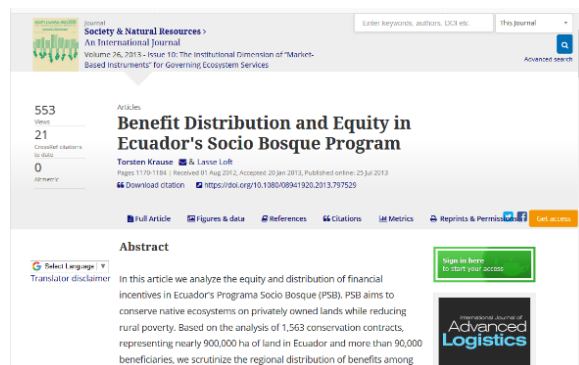 Journal
Society & Natural Resources ›
An International Journal
Volume 26, 2013 - Issue 10: The Institutional Dimension of "Market-
Based Instruments" for Governing Ecosystem Services
Enter keywords, authors, DOI etc.
This Journal
Advanced search
553
Views
21
CrossRef citations
to date
0
Altmetric
Articles
Benefit Distribution and Equity in
Ecuador's Socio Bosque Program
Torsten Krause & Lasse Loft
Pages 1170-1184 | Received 01 Aug 2012, Accepted 20 Jan 2013, Published online: 25 Jul 2013
Download citation https://doi.org/10.1080/08941920.2013.797529
Full Article Figures & data References Citations Metrics Reprints & Permissions Get access
Abstract
G Select Language ▼
Translator disclaimer
In this article we analyze the equity and distribution of financial
incentives in Ecuador's Programa Socio Bosque (PSB). PSB aims to
conserve native ecosystems on privately owned lands while reducing
rural poverty. Based on the analysis of 1,563 conservation contracts,
representing nearly 900,000 ha of land in Ecuador and more than 90,000
beneficiaries, we scrutinize the regional distribution of benefits among
Sign in here
to start your access
International Journal of
Advanced
Logistics